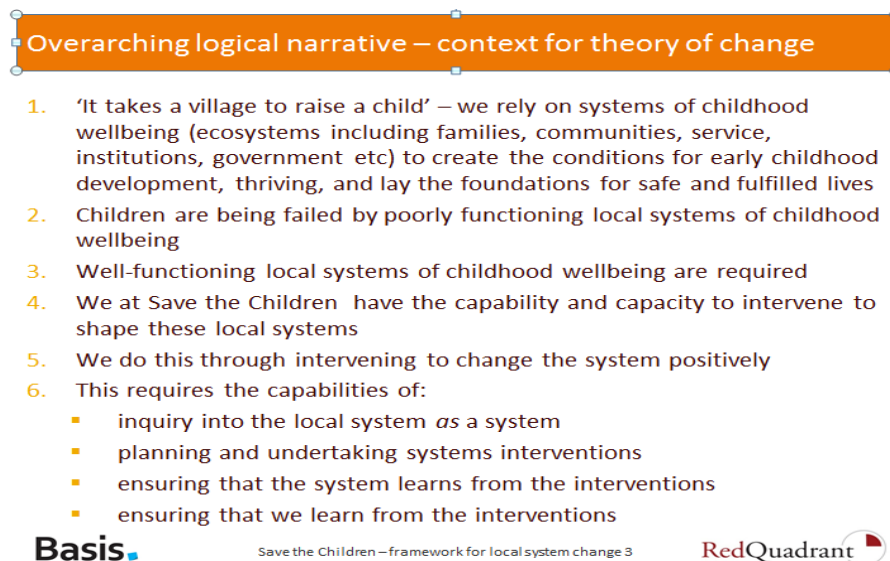 Overarching logical narrative – context for theory of change
1. ‘It takes a village to raise a child’ – we rely on systems of childhood
wellbeing (ecosystems including families, communities, service,
institutions, government etc) to create the conditions for early childhood
development, thriving, and lay the foundations for safe and fulfilled lives
2. Children are being failed by poorly functioning local systems of childhood
wellbeing
3. Well-functioning local systems of childhood wellbeing are required
4. We at Save the Children have the capability and capacity to intervene to
shape these local systems
5. We do this through intervening to change the system positively
6. This requires the capabilities of:
▪ inquiry into the local system as a system
▪ planning and undertaking systems interventions
▪ ensuring that the system learns from the interventions
▪ ensuring that we learn from the interventions
Basis. Save the Children – framework for local system change 3 RedQuadrant